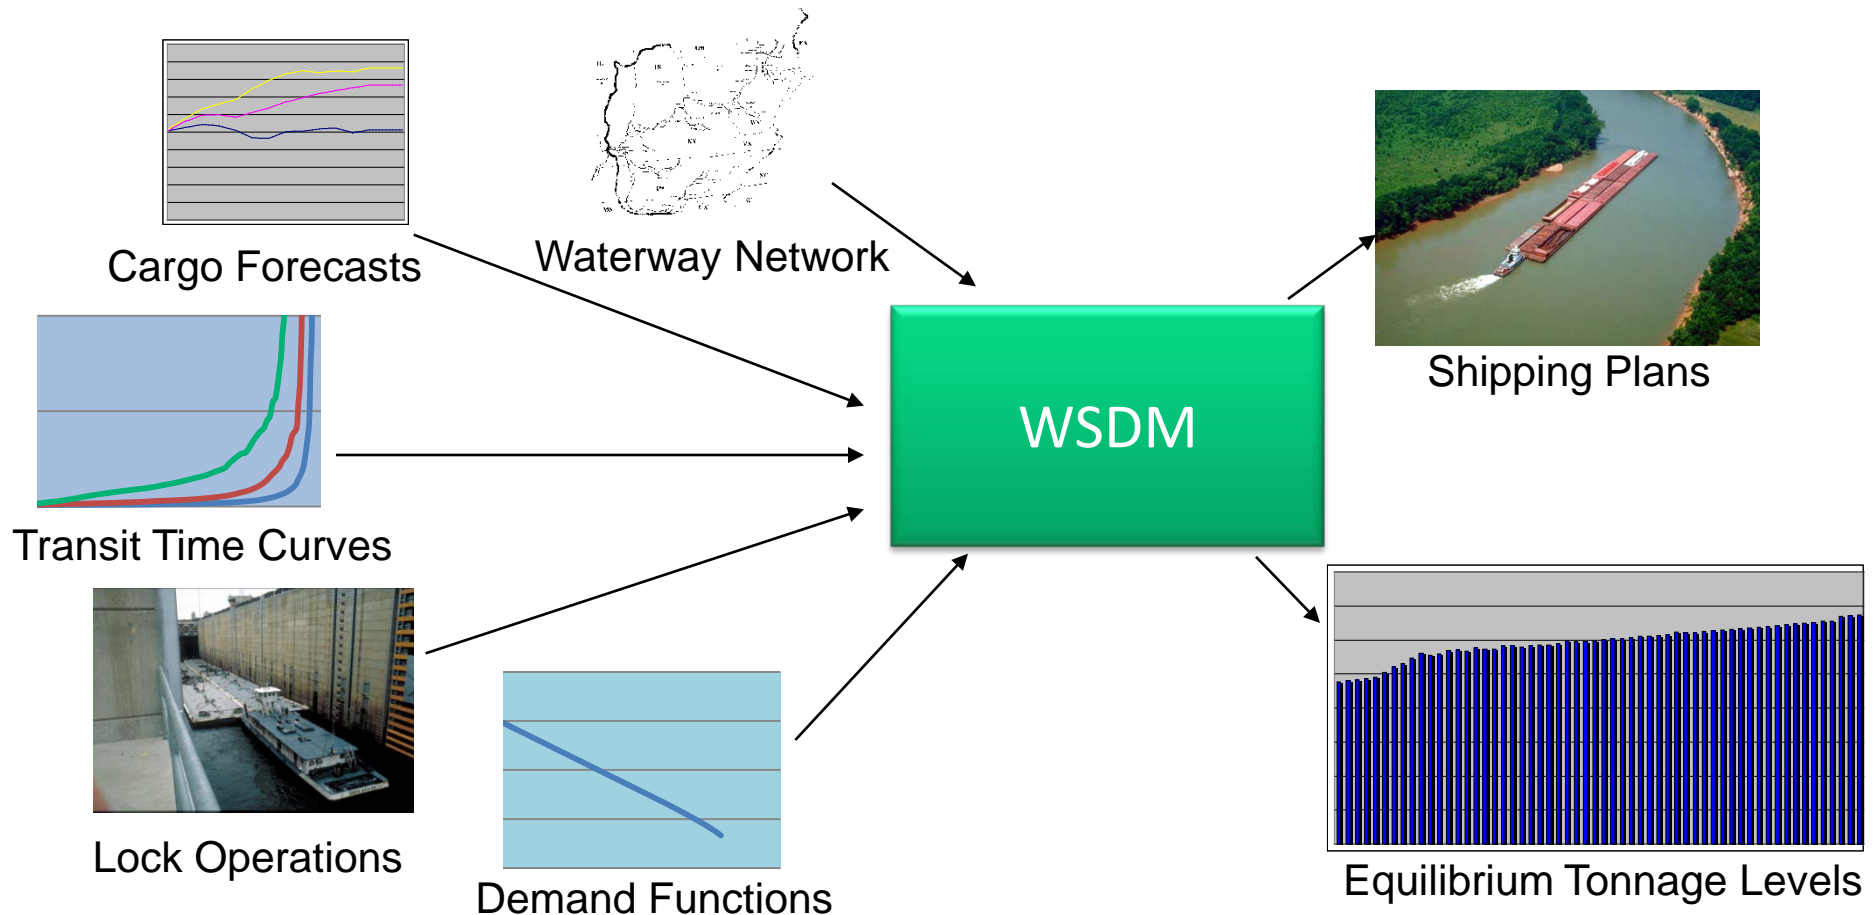 Cargo Forecasts
Waterway Network
Shipping Plans
WSDM
Transit Time Curves
Lock Operations
Demand Functions
Equilibrium Tonnage Levels